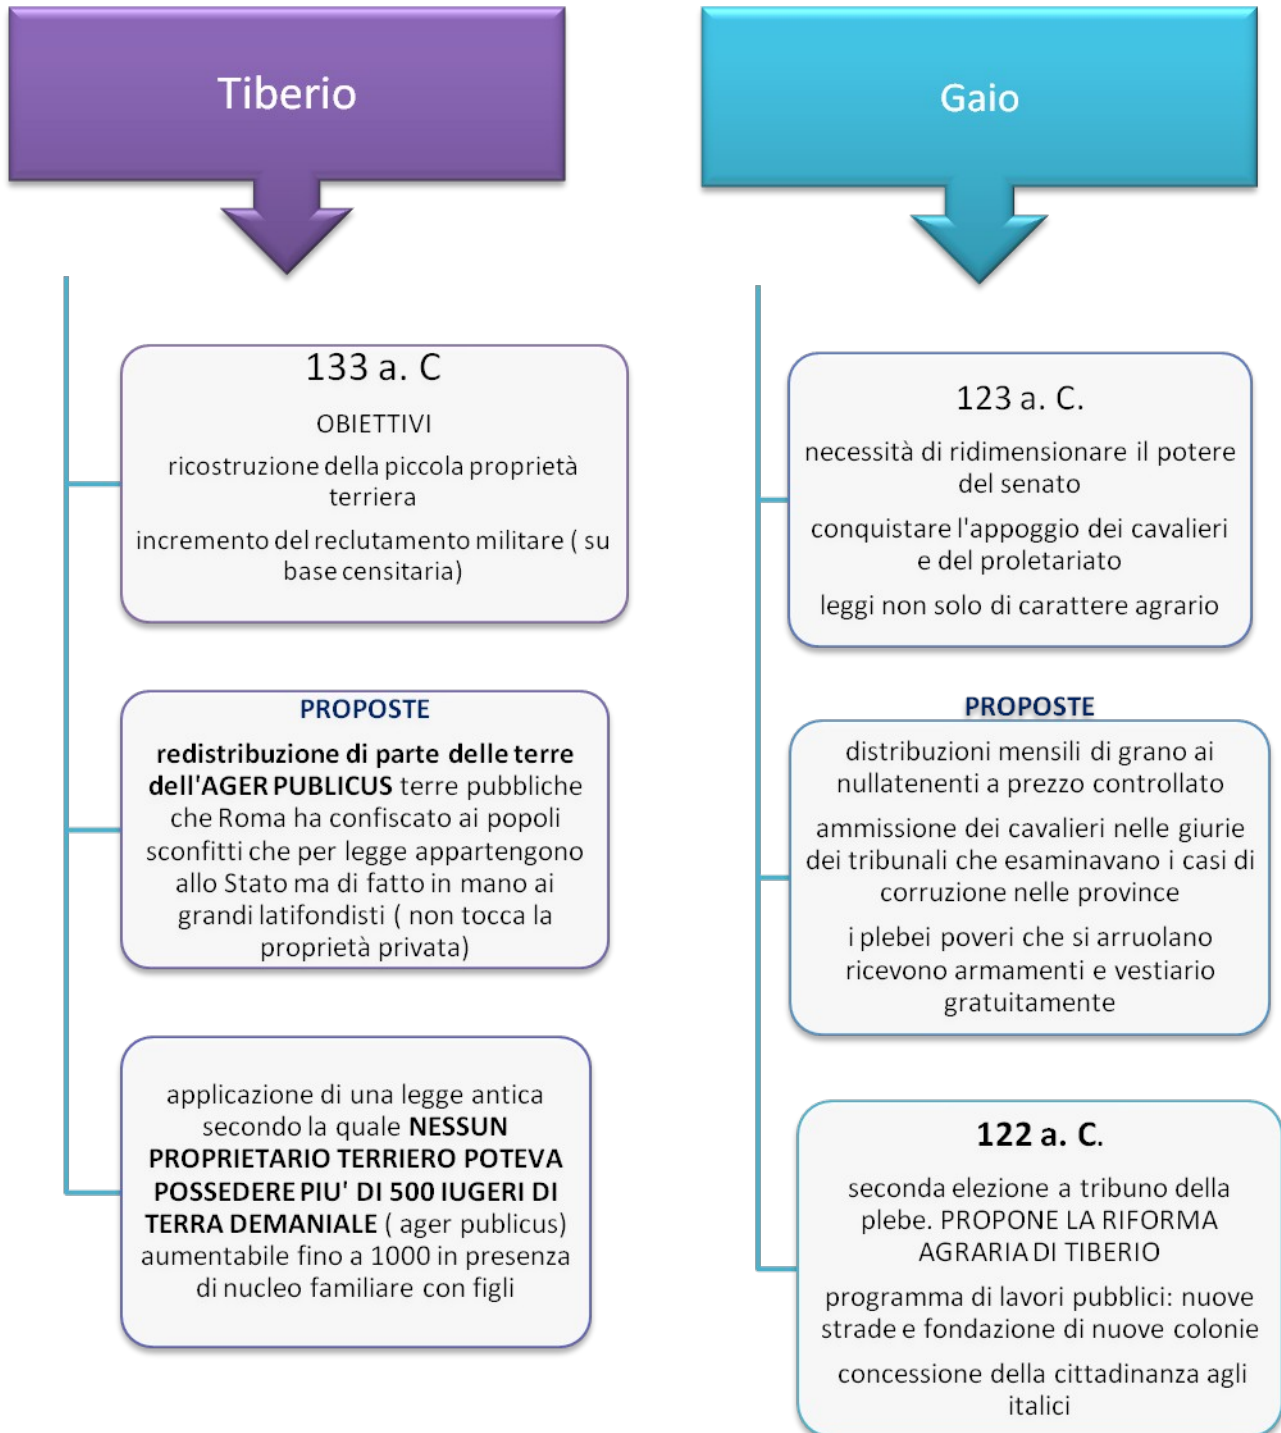 Tiberio
133 a. C
OBIETTIVI
ricostruzione della piccola proprietà
terriera
incremento del reclutamento militare ( su
base censitaria)
PROPOSTE
redistribuzione di parte delle terre
dell'AGER PUBLICUS terre pubbliche
che Roma ha confiscato ai popoli
sconfitti che per legge appartengono
allo Stato ma di fatto in mano ai
grandi latifondisti ( non tocca la
proprietà privata)
applicazione di una legge antica
secondo la quale NESSUN
PROPRIETARIO TERRIERO POTEVA
POSSEDERE PIU' DI 500 IUGERI DI
TERRA DEMANIALE ( ager publicus)
aumentabile fino a 1000 in presenza
di nucleo familiare con figli
Gaio
123 a. C.
necessità di ridimensionare il potere
del senato
conquistare l'appoggio dei cavalieri
e del proletariato
leggi non solo di carattere agrario
PROPOSTE
distribuzioni mensili di grano ai
nullatenenti a prezzo controllato
ammissione dei cavalieri nelle giurie
dei tribunali che esaminavano i casi di
corruzione nelle province
i plebei poveri che si arruolano
ricevono armamenti e vestiario
gratuitamente
122 a. C.
seconda elezione a tribuno della
plebe. PROPONE LA RIFORMA
AGRARIA DI TIBERIO
programma di lavori pubblici: nuove
strade e fondazione di nuove colonie
concessione della cittadinanza agli
italici